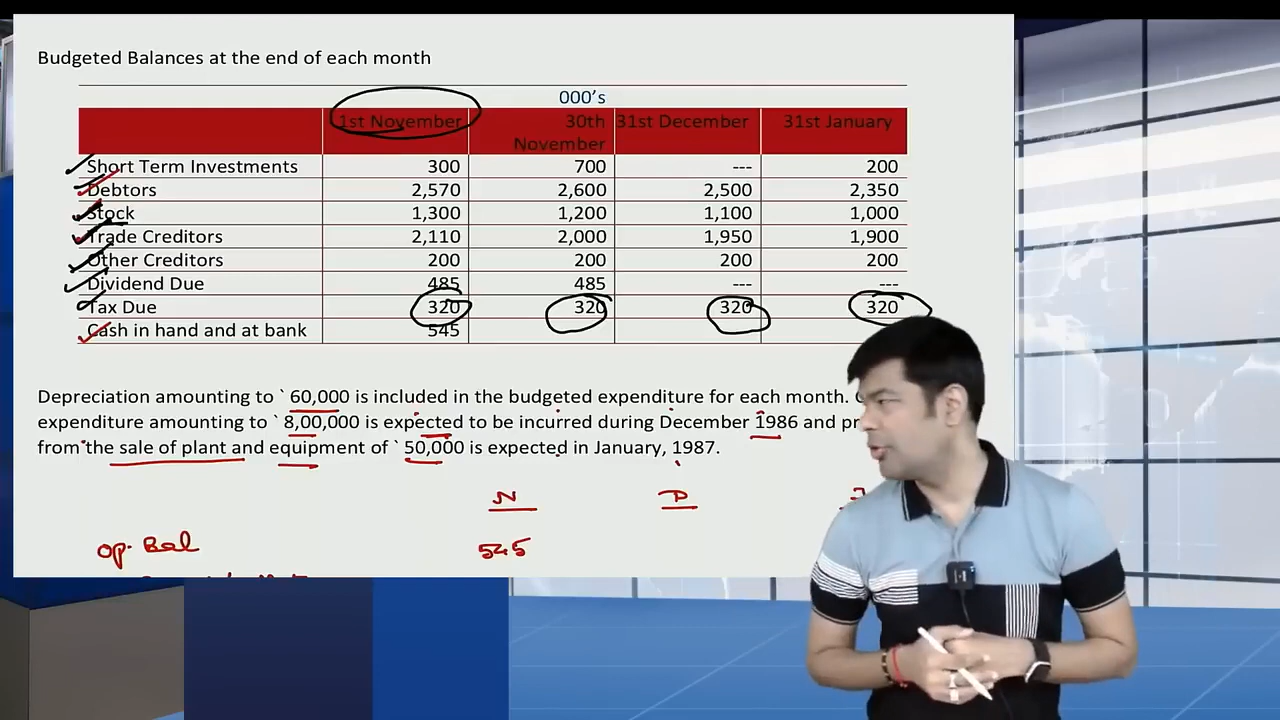 Budgeted Balances at the end of each month
000's
1st November 30th November 31st December 31st January
Short Term Investments 300 700 --- 200
Debtors 2,570 2,600 2,500 2,350
Stock 1,300 1,200 1,100 1,000
Trade Creditors 2,110 2,000 1,950 1,900
Other Creditors 200 200 200 200
Dividend Due 485 485 --- ---
Tax Due 320 320 320 320
Cash in hand and at bank 545
Depreciation amounting to ` 60,000 is included in the budgeted expenditure for each month.
expenditure amounting to ` 8,00,000 is expected to be incurred during December 1986 and
from the sale of plant and equipment of ` 50,000 is expected in January, 1987.
N D
Op. Bal 545